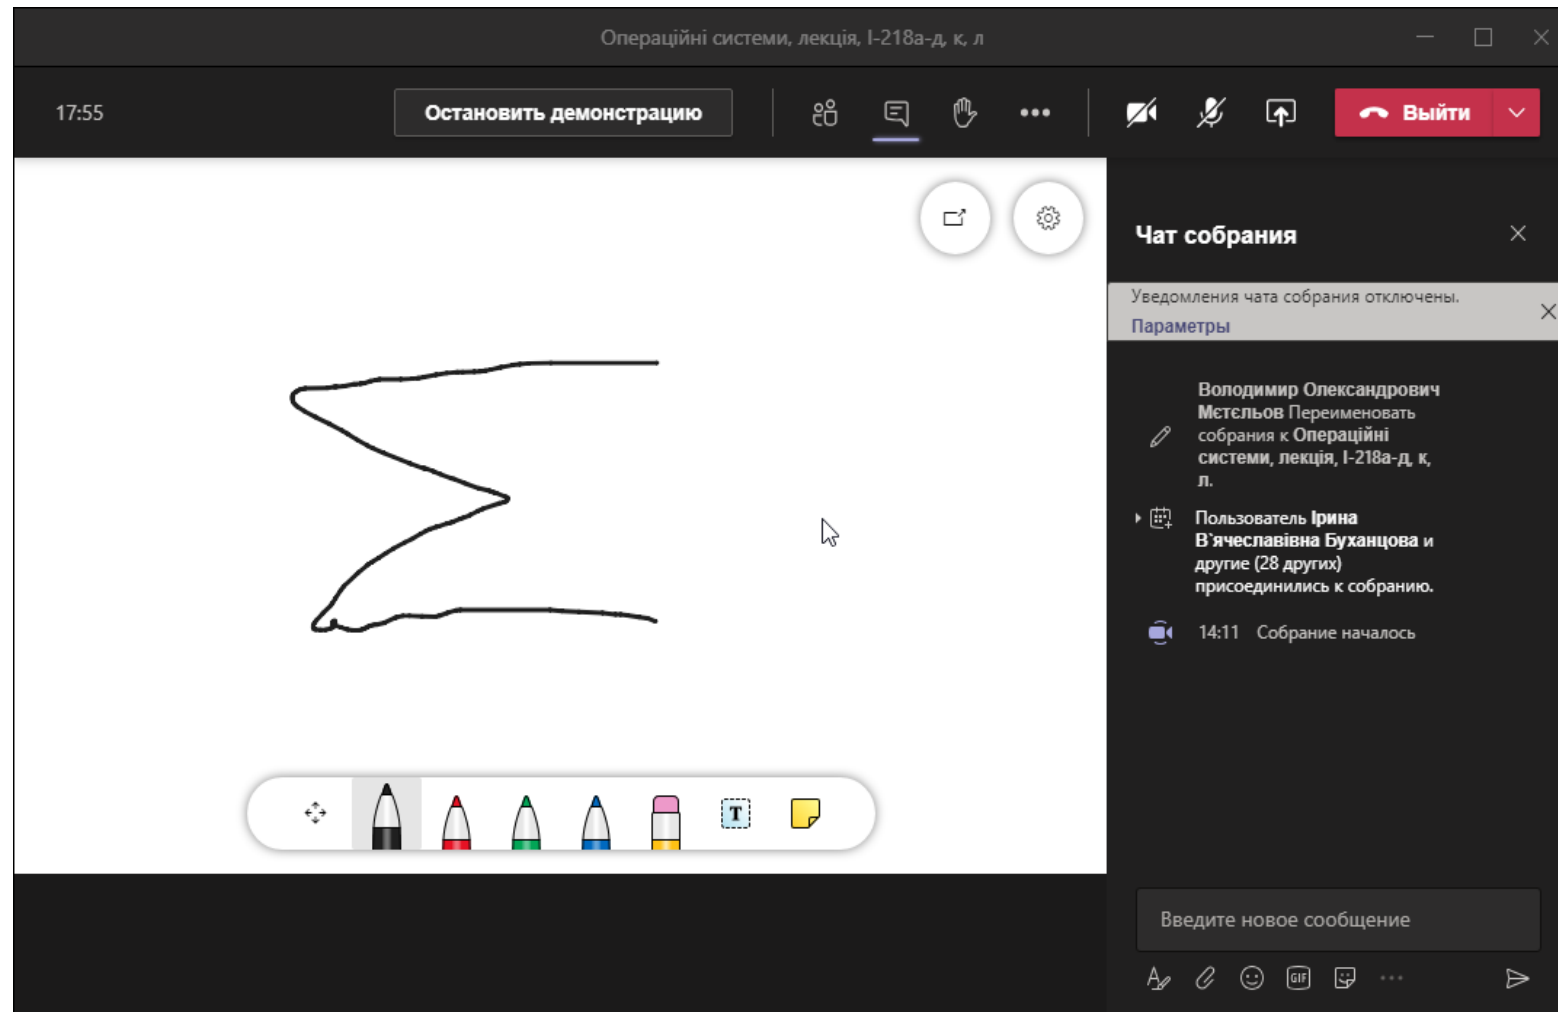 Операційні системи, лекція, І-218а-д, к, л
17:55
Остановить демонстрацию
Выйти
Чат собрания
Уведомления чата собрания отключены.
Параметры
Володимир Олександрович
Мєтєльов Переименовать
собрания к Операційні
системи, лекція, І-218а-д, к,
л.
Пользователь Ірина
В`ячеславівна Буханцова и
другие (28 других)
присоединились к собранию.
14:11 Собрание началось
T
Введите новое сообщение
GIF